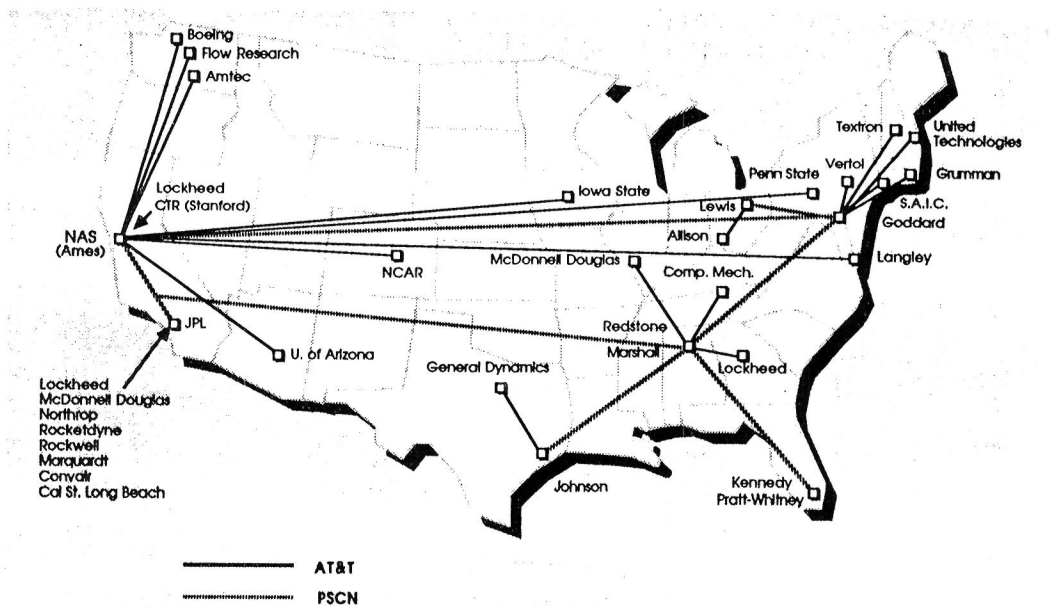 Boeing
Flow Research
Amtec
Textron
United
Technologies
Vertol
Penn State
Grumman
Iowa State
Lockheed
CTR (Stanford)
Lewis
S.A.I.C.
Goddard
NAS
(Ames)
Allison
NCAR
McDonnell Douglas
Langley
Comp. Mech.
JPL
Redstone
Marshall
U. of Arizona
General Dynamics
Lockheed
Lockheed
McDonnell Douglas
Northrop
Rocketdyne
Rockwell
Marquardt
Convair
Cal St. Long Beach
Johnson
Kennedy
Pratt-Whitney
AT&T
PSCN